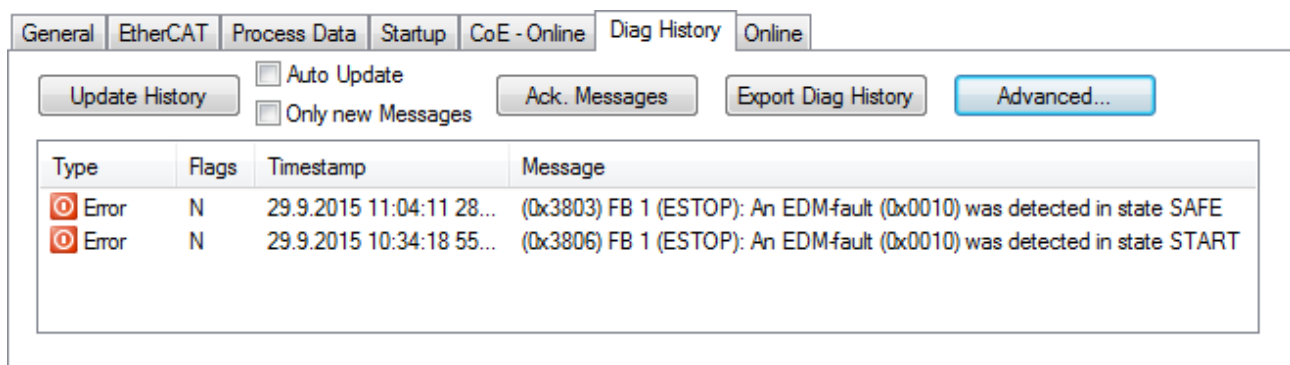 General EtherCAT Process Data Startup CoE - Online Diag History Online
Update History Auto Update Ack. Messages Export Diag History Advanced...
Only new Messages
Type Flags Timestamp Message
Error N 29.9.2015 11:04:11 28... (0x3803) FB 1 (ESTOP): An EDM-fault (0x0010) was detected in state SAFE
Error N 29.9.2015 10:34:18 55... (0x3806) FB 1 (ESTOP): An EDM-fault (0x0010) was detected in state START